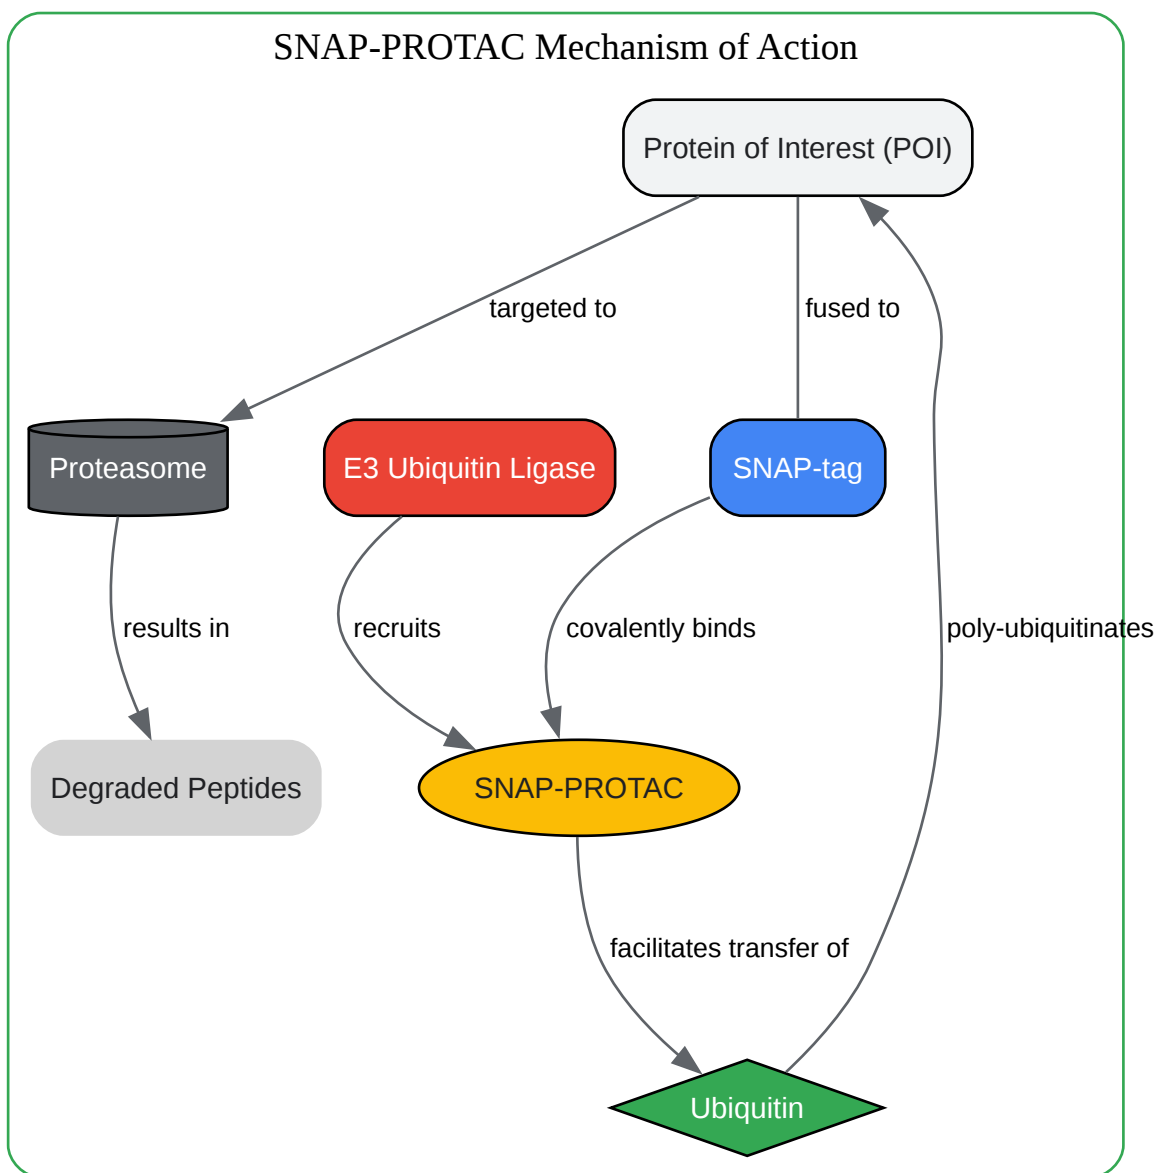 SNAP-PROTAC Mechanism of Action
Protein of Interest (POI)
targeted to
fused to
Proteasome
E3 Ubiquitin Ligase
SNAP-tag
results in
recruits
covalently binds
poly-ubiquitinates
Degraded Peptides
SNAP-PROTAC
facilitates transfer of
Ubiquitin